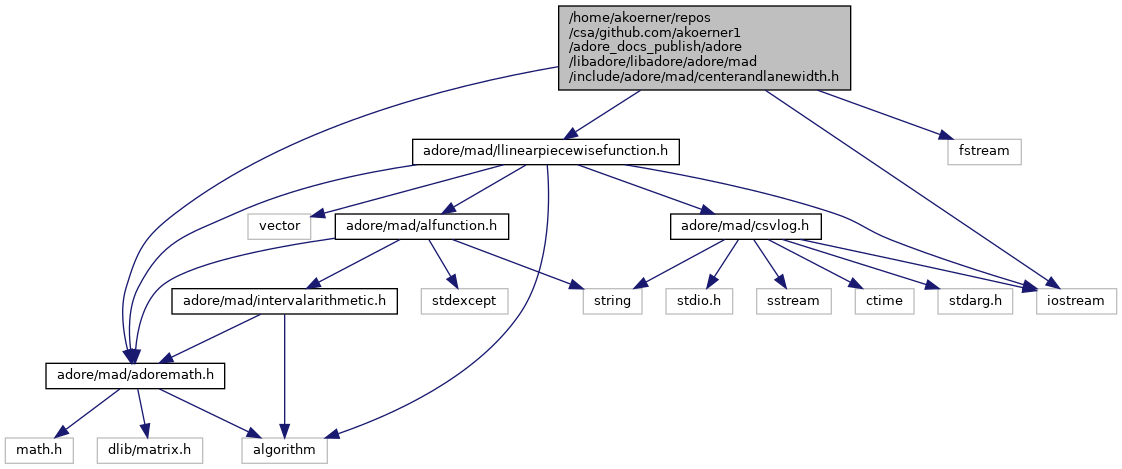 /home/akoerner/repos
/csa/github.com/akoerner1
/adore_docs_publish/adore
/libadore/libadore/adore/mad
/include/adore/mad/centerandlanewidth.h
adore/mad/llinearpiecewisefunction.h
fstream
vector
adore/mad/alfunction.h
adore/mad/csvlog.h
adore/mad/intervalarithmetic.h
stdexcept
string
stdio.h
sstream
ctime
stdarg.h
iostream
adore/mad/adoremath.h
math.h
dlib/matrix.h
algorithm